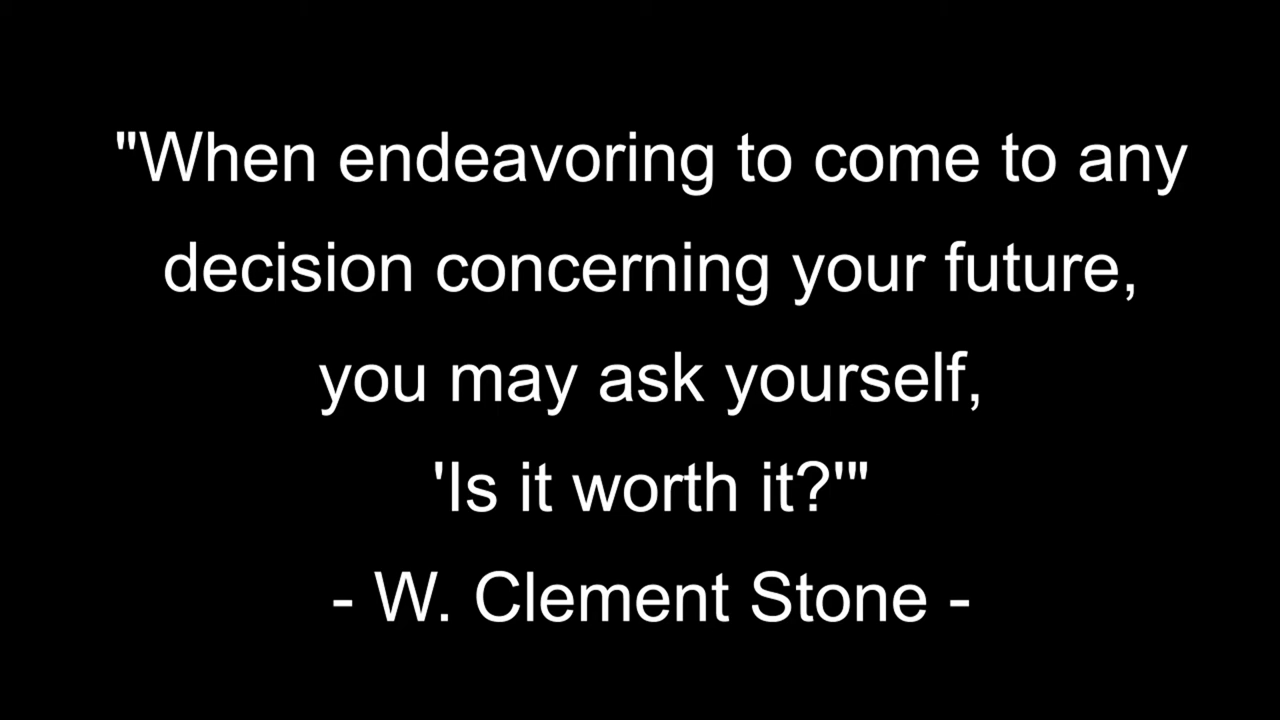 "When endeavoring to come to any
decision concerning your future,
you may ask yourself,
'Is it worth it?'"
- W. Clement Stone -